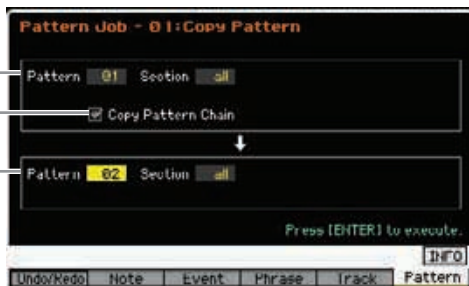 Pattern Job - 01:Copy Pattern
Pattern 01 Section all
Copy Pattern Chain
Pattern 02 Section all
Press [ENTER] to execute.
INFO
Undo/Redo Note Event Phrase Track Pattern